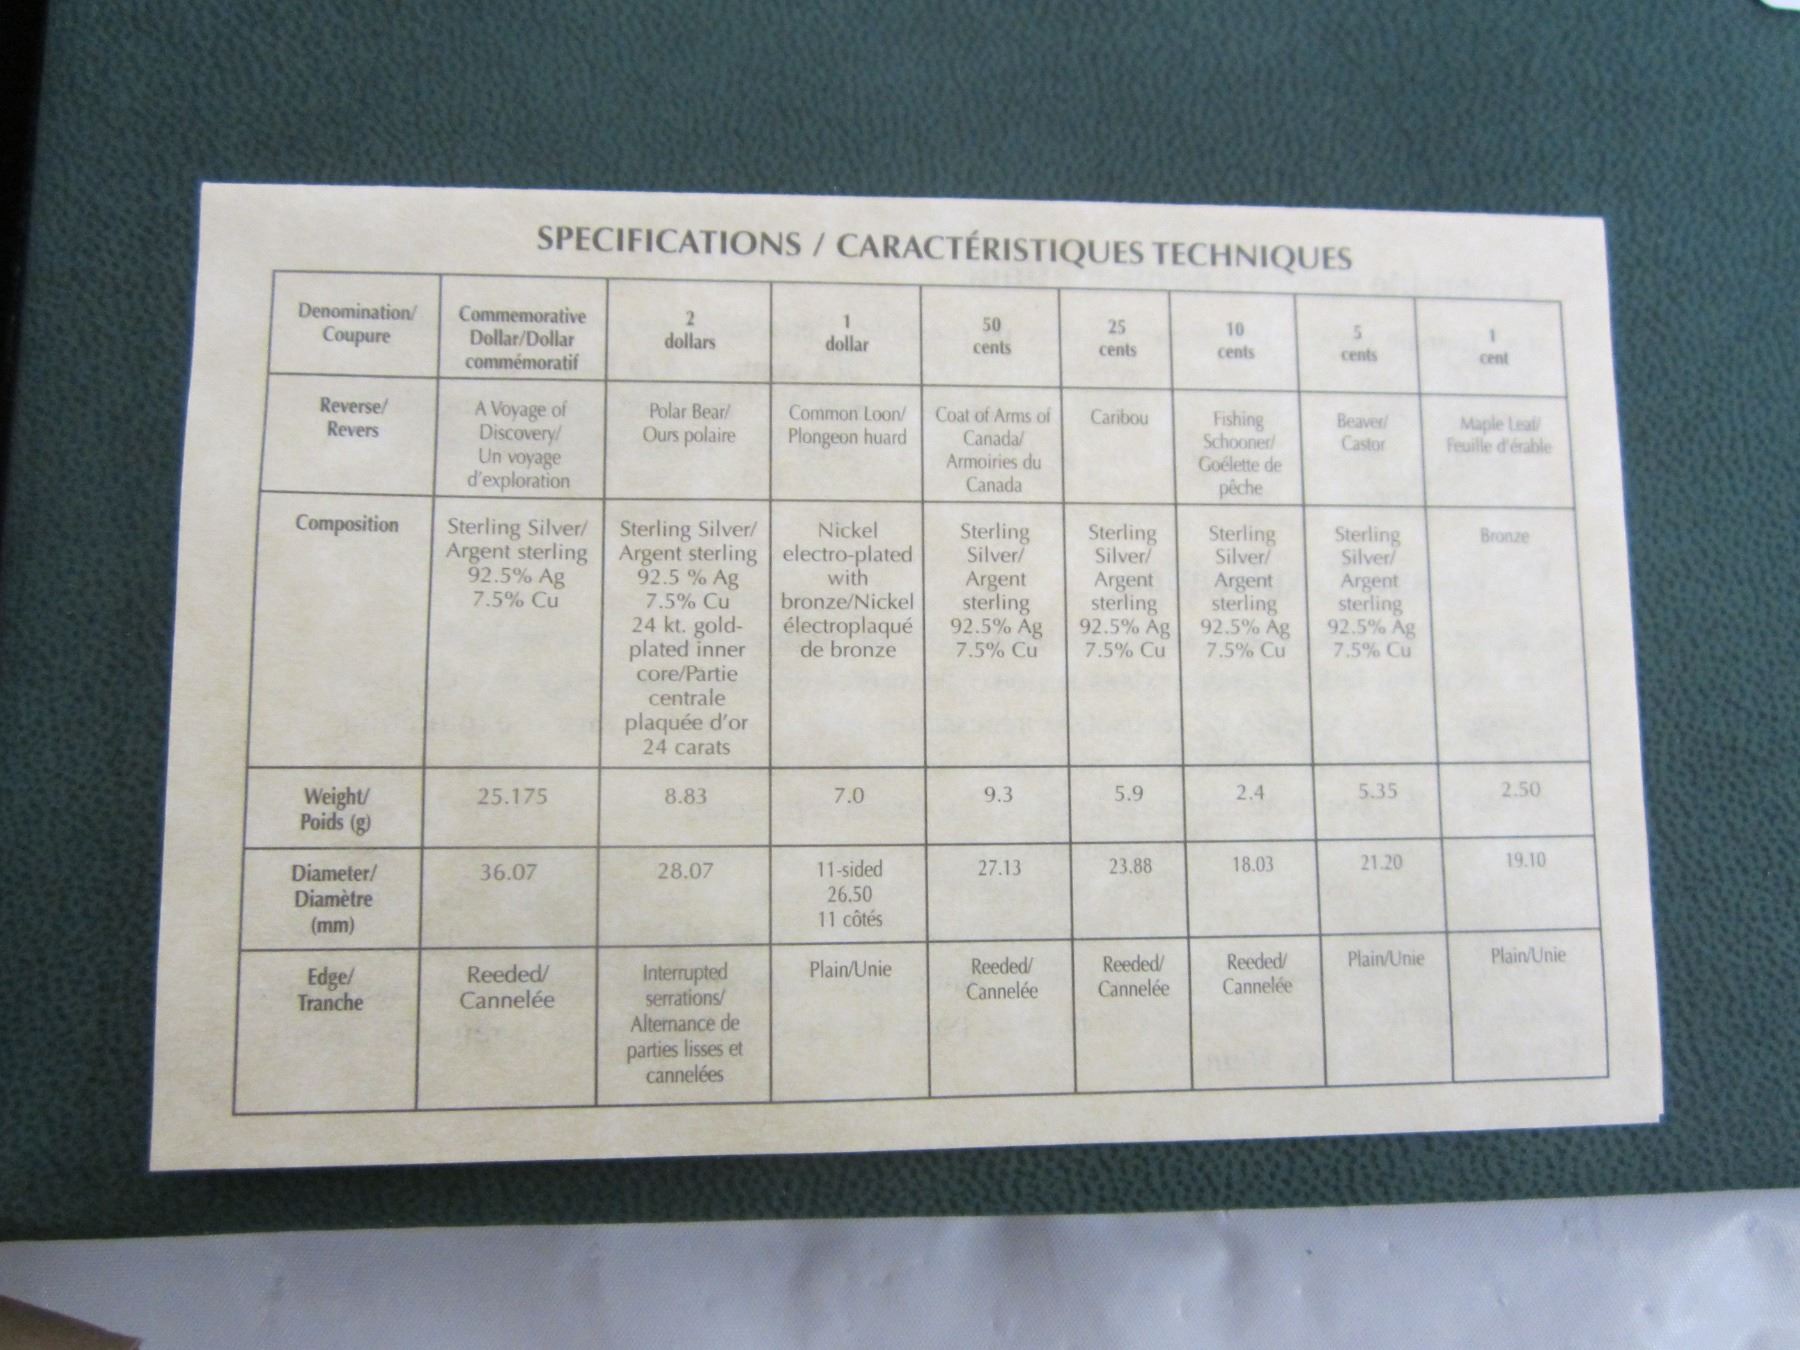 SPECIFICATIONS / CARACTÉRISTIQUES TECHNIQUES
Denomination/
Coupure
Commemorative
Dollar/Dollar
commémoratif
2
dollars
1
dollar
50
cents
25
cents
10
cents
5
cents
1
cent
Reverse/
Revers
A Voyage of
Discovery/
Un voyage
d'exploration
Polar Bear/
Ours polaire
Common Loon/
Plongeon huard
Coat of Arms of
Canada/
Armoiries du
Canada
Caribou
Fishing
Schooner/
Goélette de
pêche
Beaver/
Castor
Maple Leaf/
Feuille d'érable
Composition
Sterling Silver/
Argent sterling
92.5% Ag
7.5% Cu
Sterling Silver/
Argent sterling
92.5 % Ag
7.5% Cu
24 kt. gold-
plated inner
core/Partie
centrale
plaquée d'or
24 carats
Nickel
electro-plated
with
bronze/Nickel
électroplaqué
de bronze
Sterling
Silver/
Argent
sterling
92.5% Ag
7.5% Cu
Sterling
Silver/
Argent
sterling
92.5% Ag
7.5% Cu
Sterling
Silver/
Argent
sterling
92.5% Ag
7.5% Cu
Sterling
Silver/
Argent
sterling
92.5% Ag
7.5% Cu
Bronze
Weight/
Poids (g)
25.175
8.83
7.0
9.3
5.9
2.4
5.35
2.50
Diameter/
Diamètre
(mm)
36.07
28.07
11-sided
26.50
11 côtés
27.13
23.88
18.03
21.20
19.10
Edge/
Tranche
Reeded/
Cannelée
Interrupted
serrations/
Alternance de
parties lisses et
cannelées
Plain/Unie
Reeded/
Cannelée
Reeded/
Cannelée
Reeded/
Cannelée
Plain/Unie
Plain/Unie